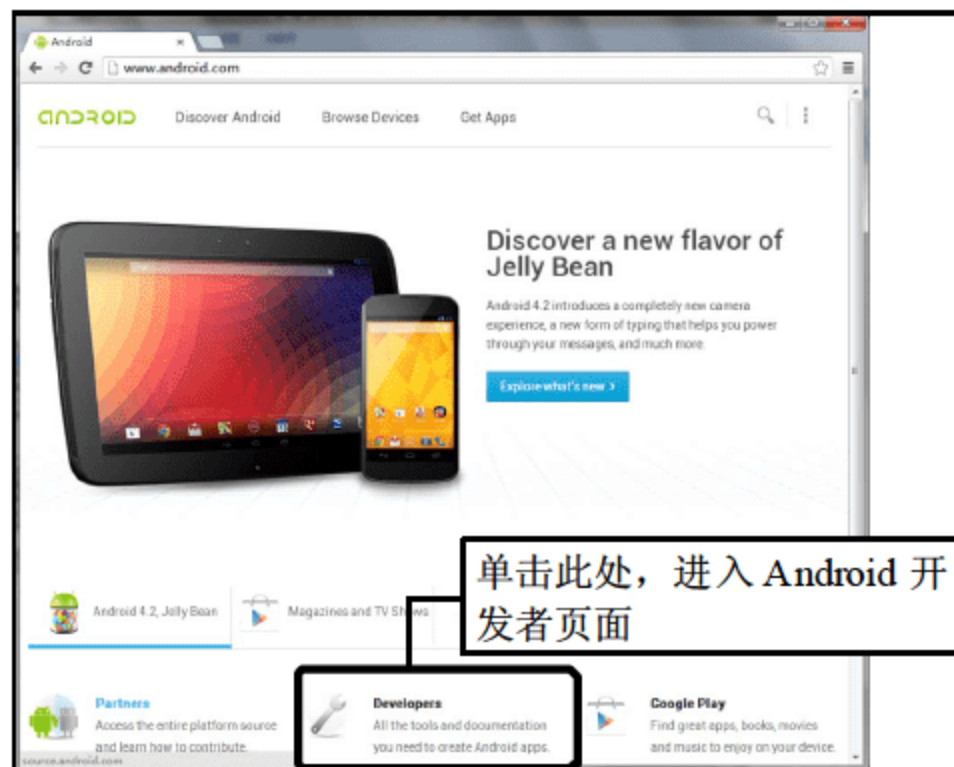 Android
www.android.com
ANDROID
Discover Android
Browse Devices
Get Apps
Discover a new flavor of
Jelly Bean
Android 4.2 introduces a completely new camera
experience, a new form of typing that helps you power
through your messages, and much more.
Explore what's new >
单击此处，进入 Android 开
发者页面
Android 4.2, Jelly Bean
Magazines and TV Shows
Partners
Access the entire platform source
and learn how to contribute.
Developers
All the tools and documentation
you need to create Android apps.
Google Play
Find great apps, books, movies
and music to enjoy on your device.
source.android.com